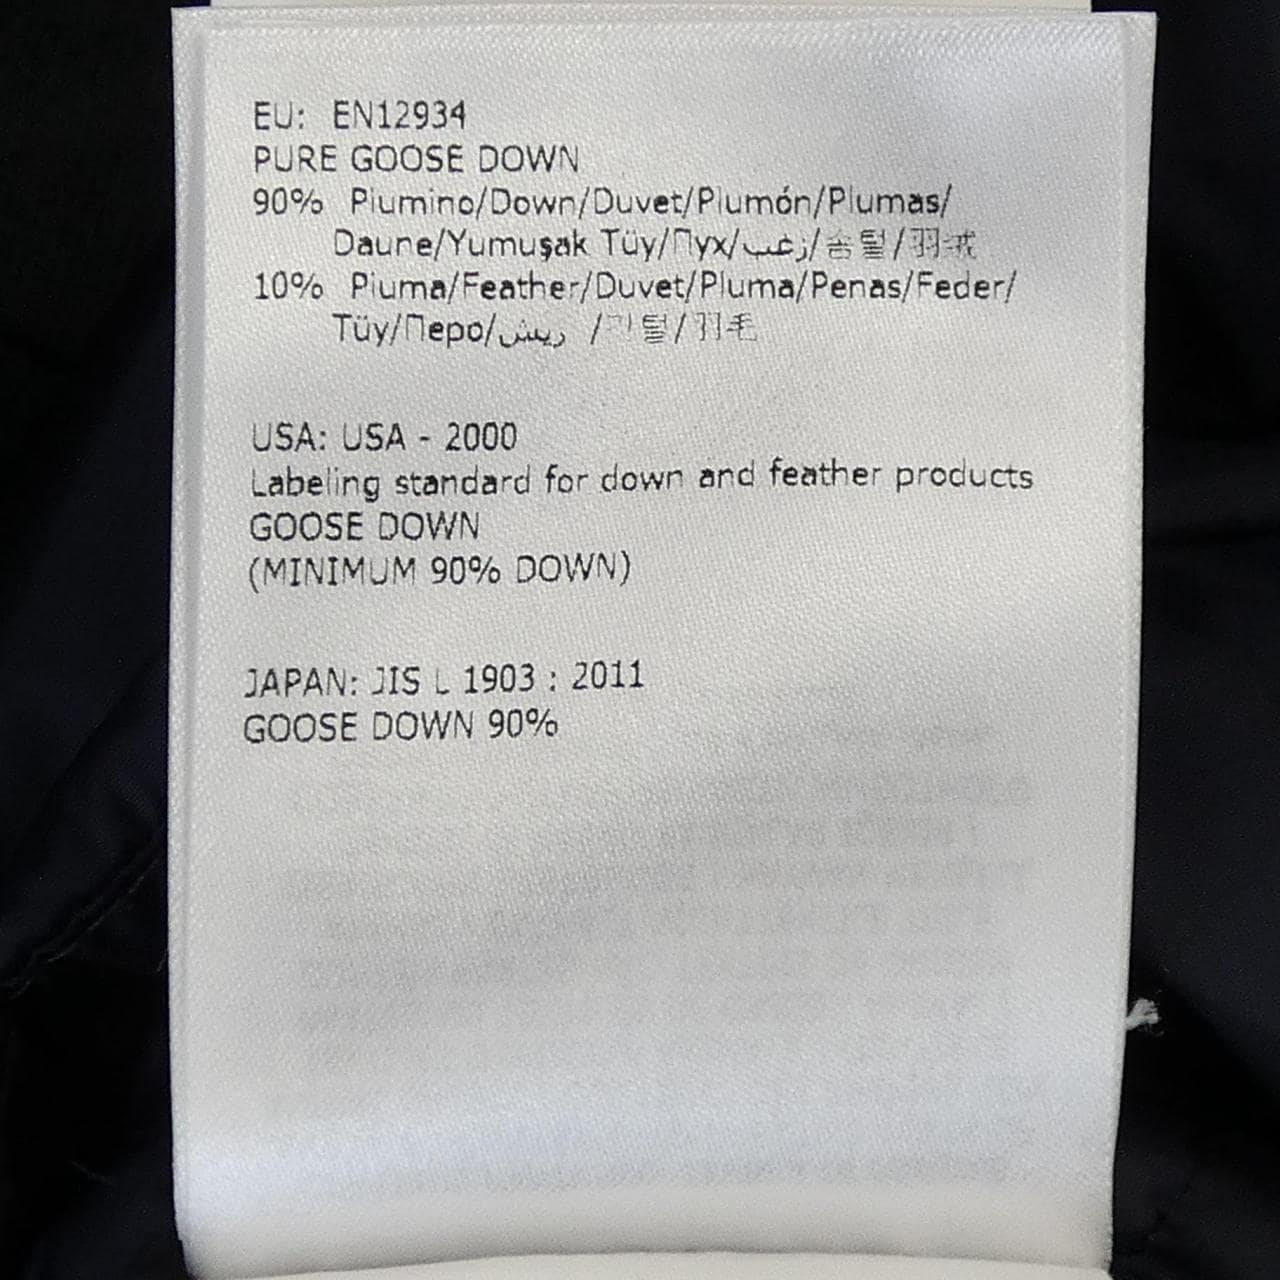 EU: EN12934
PURE GOOSE DOWN
90% Piumino/Down/Duvet/Plumón/Plumas/
Daune/Yumuşak Tüy/Пух/زغب/솜털/羽绒
10% Piuma/Feather/Duvet/Pluma/Penas/Feder/
Tüy/Перо/ريش /깃털/羽毛
USA: USA - 2000
Labeling standard for down and feather products
GOOSE DOWN
(MINIMUM 90% DOWN)
JAPAN: JIS L 1903 : 2011
GOOSE DOWN 90%